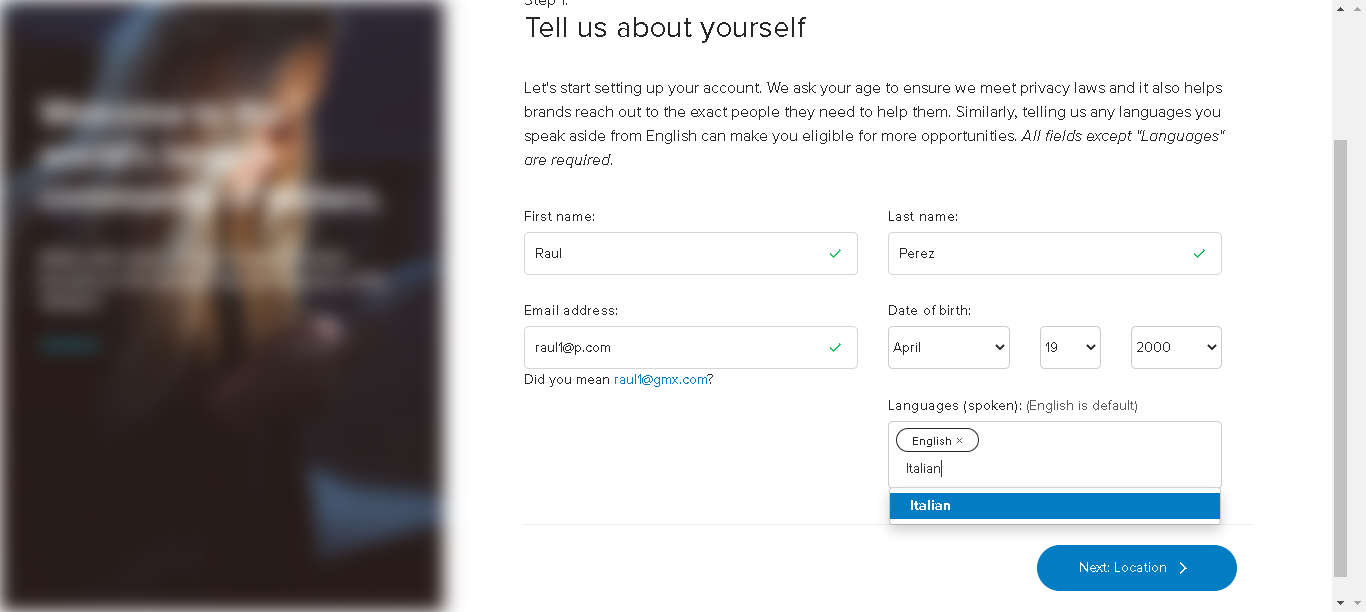 Step 1:
Tell us about yourself
Let's start setting up your account. We ask your age to ensure we meet privacy laws and it also helps
brands reach out to the exact people they need to help them. Similarly, telling us any languages you
speak aside from English can make you eligible for more opportunities. All fields except "Languages"
are required.
First name:
Last name:
Raul
Perez
Email address:
Date of birth:
raul1@p.com
April
19
2000
Did you mean raul1@gmx.com?
Languages (spoken): (English is default)
English ×
Italian
Italian
Next: Location